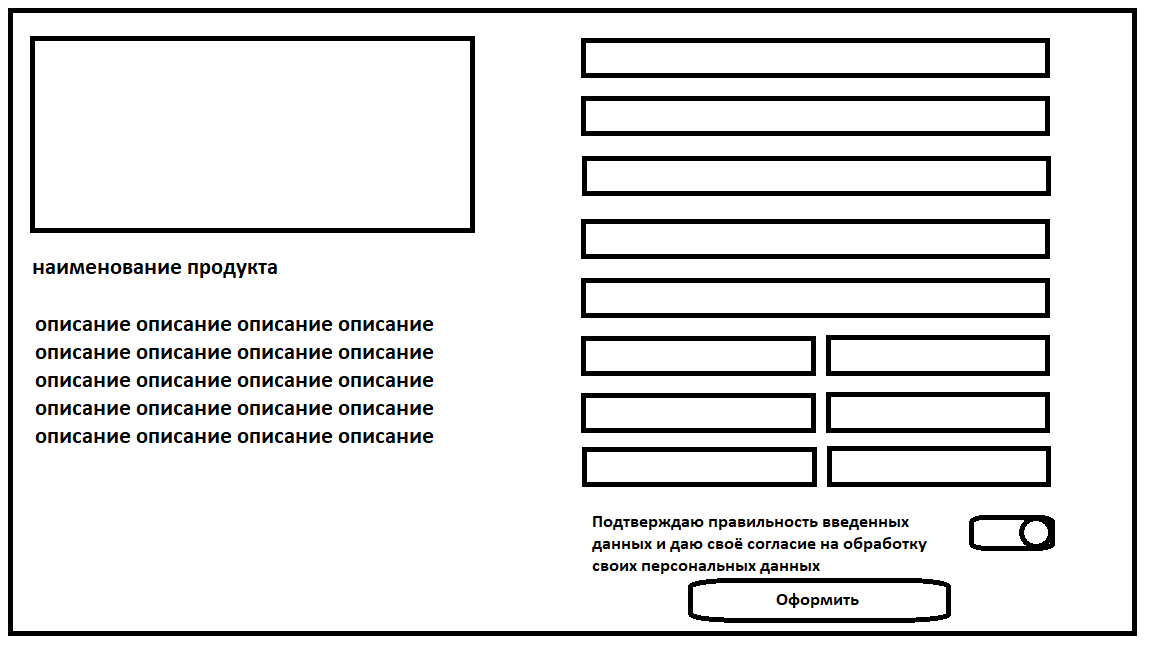 наименование продукта
описание описание описание описание
описание описание описание описание
описание описание описание описание
описание описание описание описание
описание описание описание описание
Подтверждаю правильность введенных
данных и даю своё согласие на обработку
своих персональных данных
Оформить